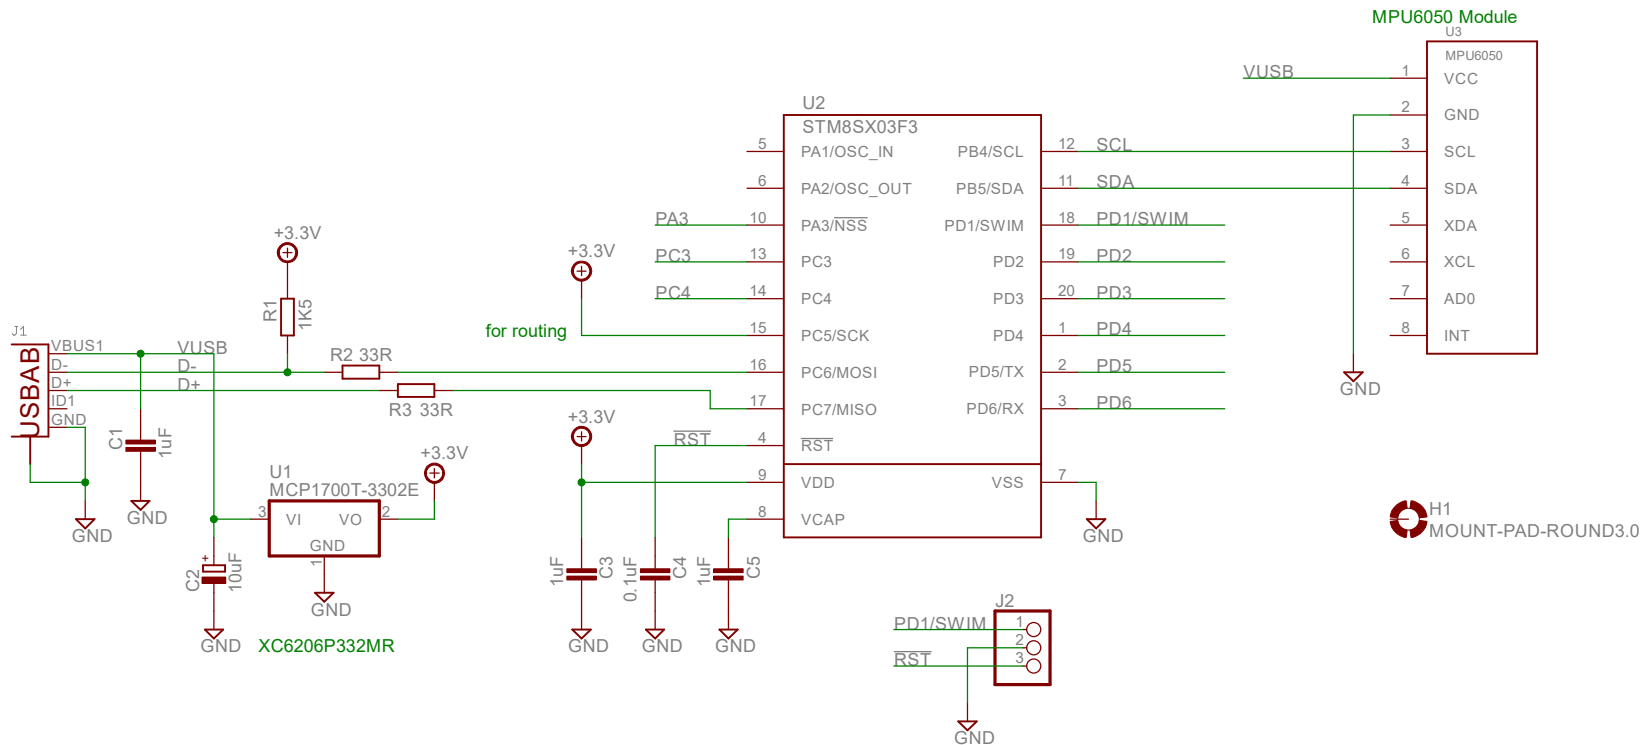 MPU6050 Module
U3
MPU6050
VUSB
1
VCC
2
GND
3
SCL
4
SDA
5
XDA
6
XCL
7
AD0
8
INT
GND
U2
STM8SX03F3
5
PA1/OSC_IN
6
PA2/OSC_OUT
PA3
10
PA3/NSS
PC3
13
PC3
PC4
14
PC4
15
PC5/SCK
16
PC6/MOSI
17
PC7/MISO
RST
4
RST
9
VDD
8
VCAP
PB4/SCL
12
SCL
PB5/SDA
11
SDA
PD1/SWIM
18
PD1/SWIM
PD2
19
PD2
PD3
20
PD3
PD4
1
PD4
PD5/TX
2
PD5
PD6/RX
3
PD6
VSS
7
GND
+3.3V
for routing
+3.3V
R1
1K5
J1
USBAB
VBUS1
D-
D+
ID1
GND
VUSB
D-
D+
R2 33R
R3 33R
C1
1uF
GND
GND
U1
MCP1700T-3302E
3
VI
VO
2
GND
1
+3.3V
GND
C2
+
10uF
GND
XC6206P332MR
+3.3V
1uF
C3
GND
0.1uF
C4
GND
1uF
C5
GND
J2
PD1/SWIM
1
2
RST
3
GND
H1
MOUNT-PAD-ROUND3.0